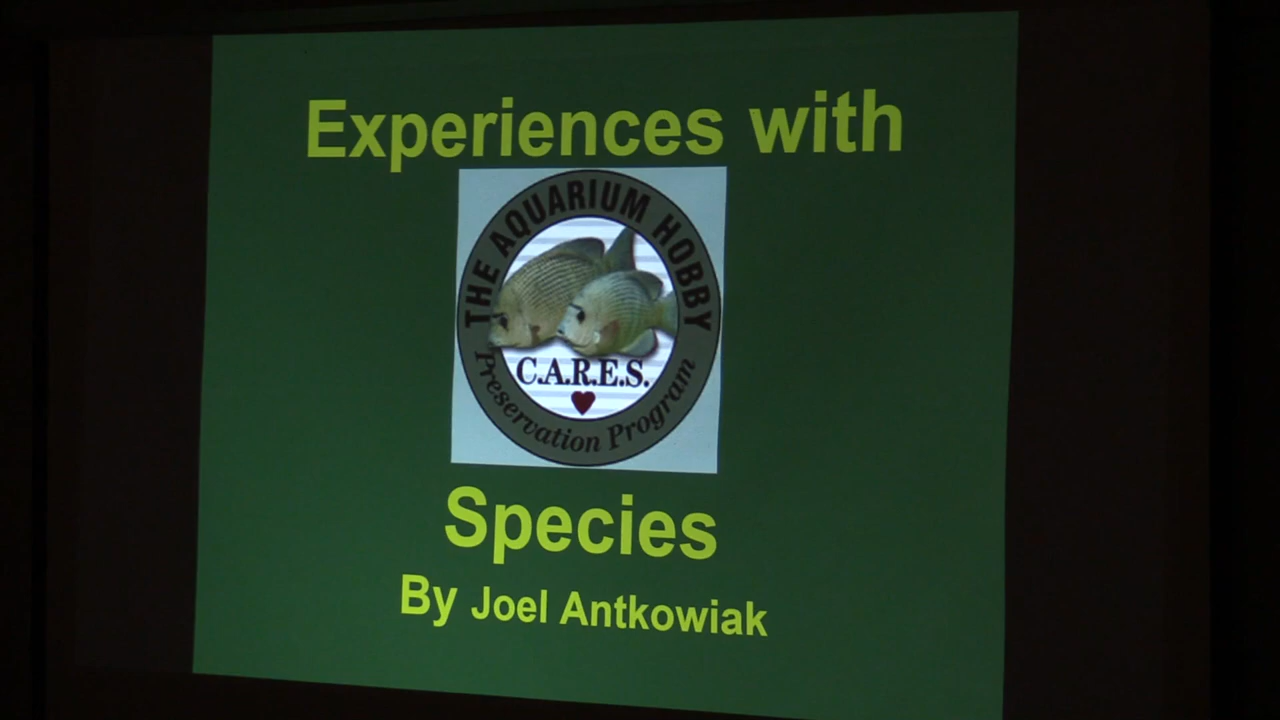 Experiences with
THE AQUARIUM HOBBY
C.A.R.E.S.
Preservation Program
Species
By Joel Antkowiak